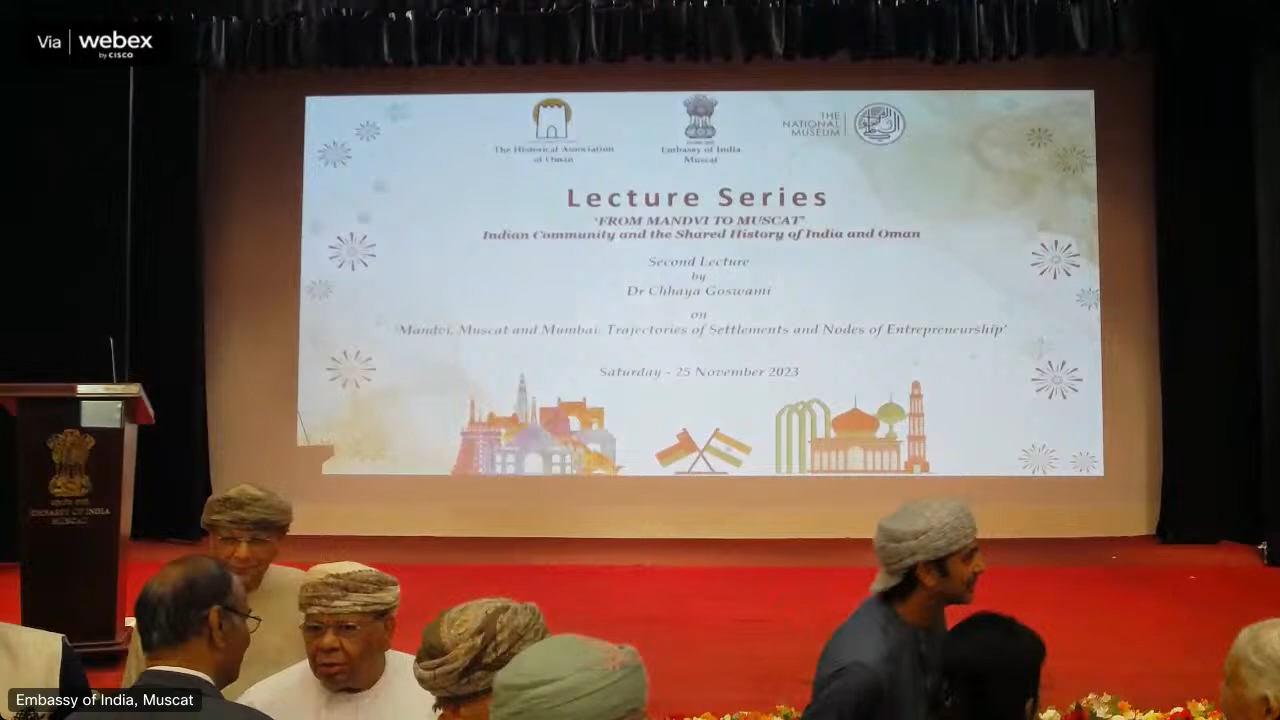 Via webex
by CISCO
The Historical Association
of Oman
Embassy of India
Muscat
THE
NATIONAL
MUSEUM
Lecture Series
'FROM MANDVI TO MUSCAT'
Indian Community and the Shared History of India and Oman
Second Lecture
by
Dr Chhaya Goswami
on
'Mandvi, Muscat and Mumbai: Trajectories of Settlements and Nodes of Entrepreneurship'
Saturday - 25 November 2023
EMBASSY OF INDIA
MUSCAT
Embassy of India, Muscat